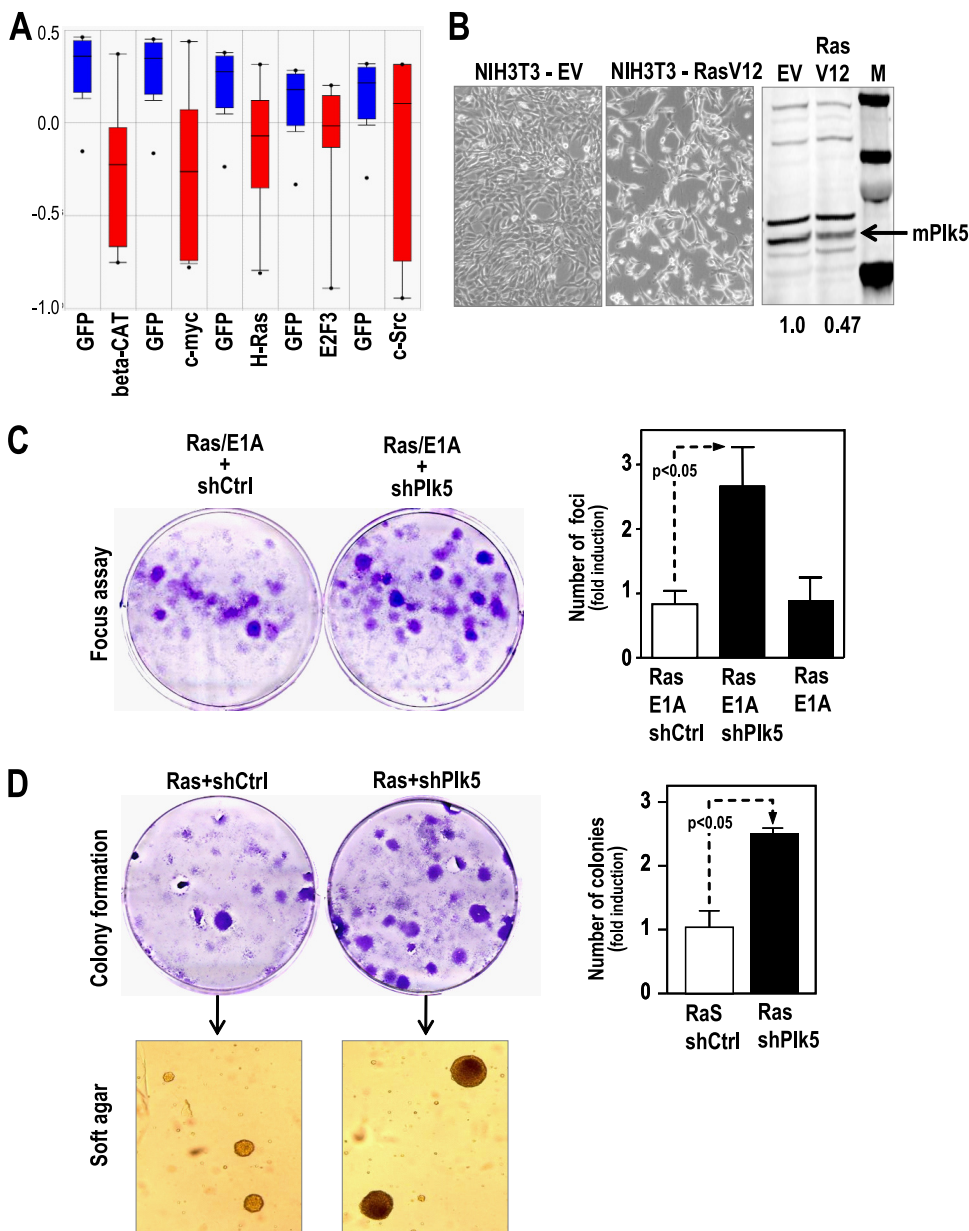 A
0.5
0.0
-0.5
-1.0
GFP
beta-CAT
GFP
c-myc
GFP
H-Ras
GFP
E2F3
GFP
c-Src
B
NIH3T3 - EV
NIH3T3 - RasV12
EV
Ras
V12
M
mPlk5
1.0
0.47
C
Ras/E1A
+
shCtrl
Ras/E1A
+
shPlk5
Focus assay
Number of foci
(fold induction)
3
2
1
0
p<0.05
Ras
E1A
shCtrl
Ras
E1A
shPlk5
Ras
E1A
D
Ras+shCtrl
Ras+shPlk5
Colony formation
Soft agar
Number of colonies
(fold induction)
3
2
1
0
p<0.05
RaS
shCtrl
Ras
shPlk5